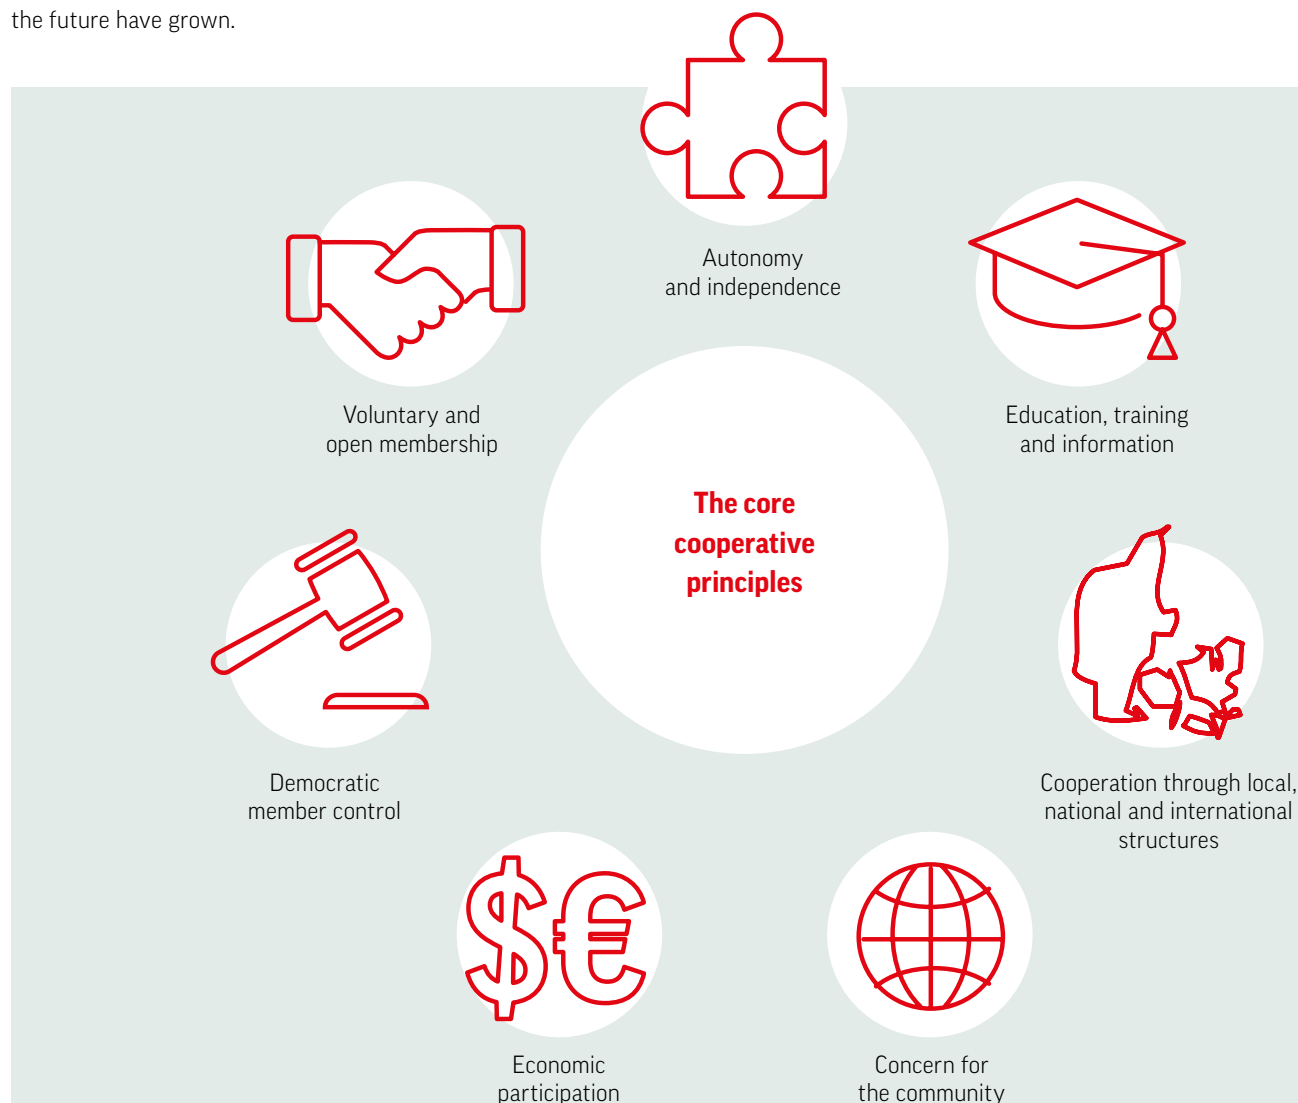 the future have grown.
Autonomy
and independence
Voluntary and
open membership
Education, training
and information
The core
cooperative
principles
Democratic
member control
Cooperation through local,
national and international
structures
Economic
participation
Concern for
the community